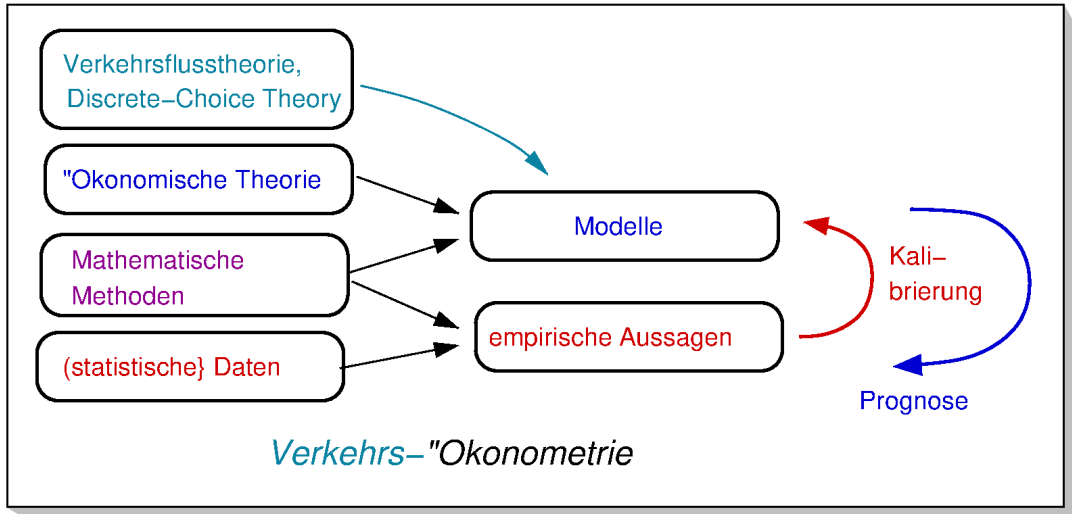 Verkehrsflusstheorie,
Discrete−Choice Theory
"Okonomische Theorie
Mathematische
Methoden
(statistische} Daten
Modelle
empirische Aussagen
Kali−
brierung
Prognose
Verkehrs−"Okonometrie